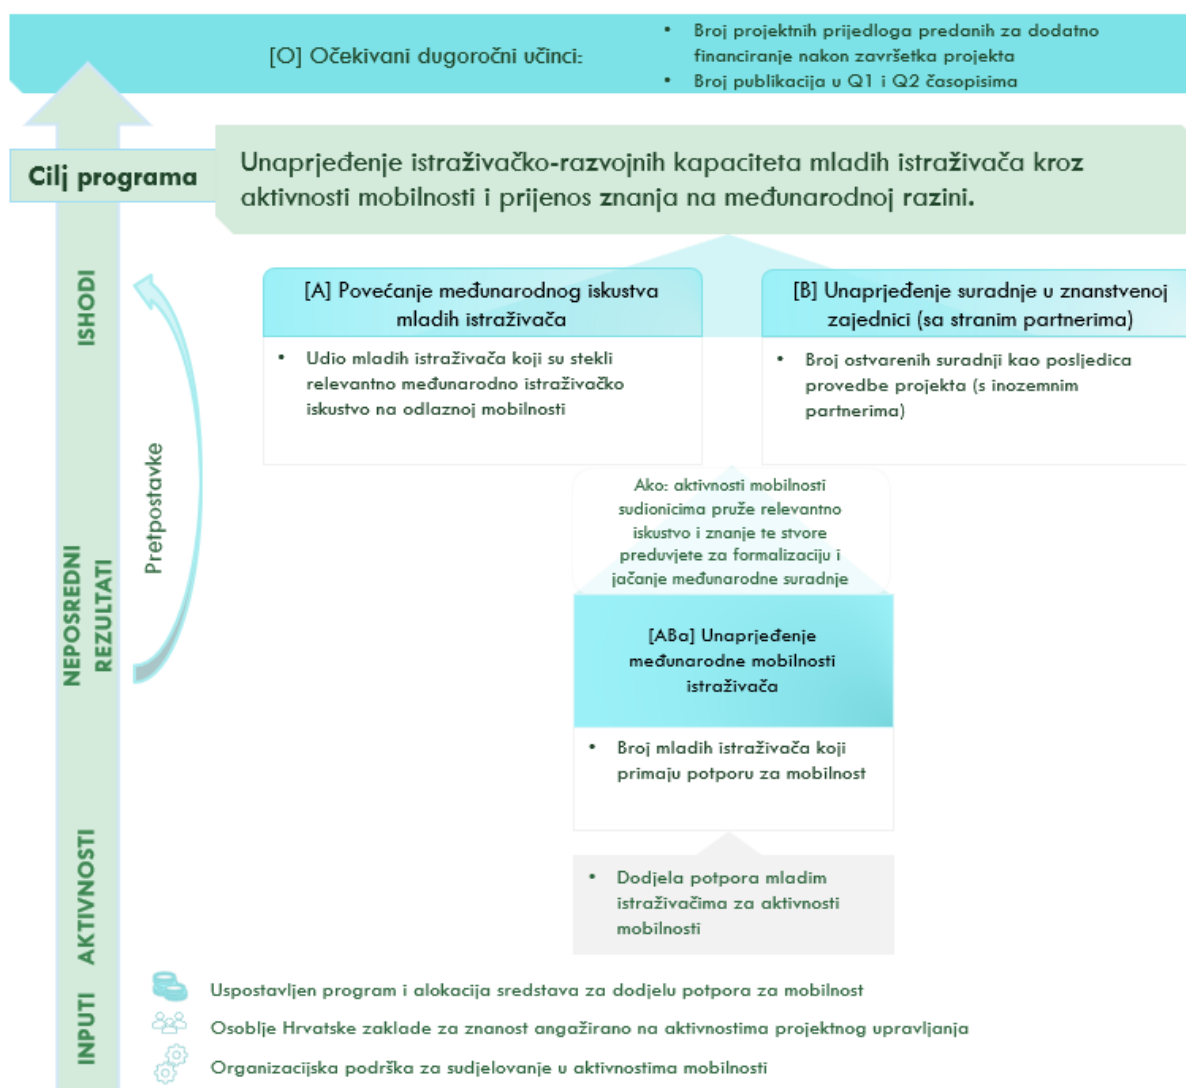 [O] Očekivani dugoročni učinci:
• Broj projektnih prijedloga predanih za dodatno
financiranje nakon završetka projekta
• Broj publikacija u Q1 i Q2 časopisima
Cilj programa
Unaprjeđenje istraživačko-razvojnih kapaciteta mladih istraživača kroz
aktivnosti mobilnosti i prijenos znanja na međunarodnoj razini.
ISHODI
[A] Povećanje međunarodnog iskustva
mladih istraživača
• Udio mladih istraživača koji su stekli
relevantno međunarodno istraživačko
iskustvo na odlaznoj mobilnosti
[B] Unaprjeđenje suradnje u znanstvenoj
zajednici (sa stranim partnerima)
• Broj ostvarenih suradnji kao posljedica
provedbe projekta (s inozemnim
partnerima)
Pretpostavke
Ako: aktivnosti mobilnosti
sudionicima pruže relevantno
iskustvo i znanje te stvore
preduvjete za formalizaciju i
jačanje međunarodne suradnje
NEPOSREDNI
REZULTATI
[ABa] Unaprjeđenje
međunarodne mobilnosti
istraživača
• Broj mladih istraživača koji
primaju potporu za mobilnost
AKTIVNOSTI
• Dodjela potpora mladim
istraživačima za aktivnosti
mobilnosti
INPUTI
Uspostavljen program i alokacija sredstava za dodjelu potpora za mobilnost
Osoblje Hrvatske zaklade za znanost angažirano na aktivnostima projektnog upravljanja
Organizacijska podrška za sudjelovanje u aktivnostima mobilnosti